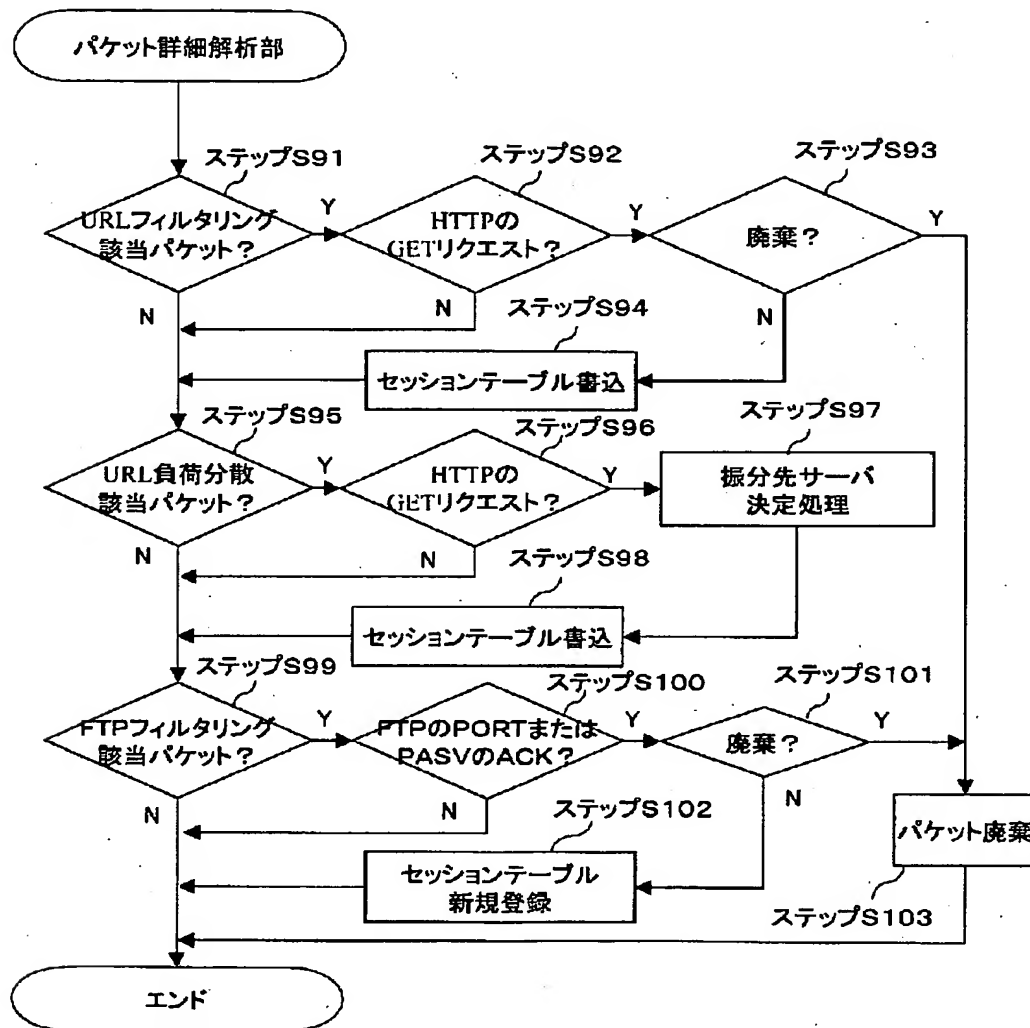 パケット詳細解析部
ステップS91
ステップS92
ステップS93
URLフィルタリング
該当パケット？
Y
HTTPの
GETリクエスト？
Y
廃棄？
Y
N
N
ステップS94
N
セッションテーブル書込
ステップS95
ステップS96
ステップS97
URL負荷分散
該当パケット？
Y
HTTPの
GETリクエスト？
Y
振分先サーバ
決定処理
N
N
ステップS98
セッションテーブル書込
ステップS99
ステップS100
ステップS101
FTPフィルタリング
該当パケット？
Y
FTPのPORTまたは
PASVのACK？
Y
廃棄？
Y
N
N
ステップS102
N
パケット廃棄
セッションテーブル
新規登録
ステップS103
エンド